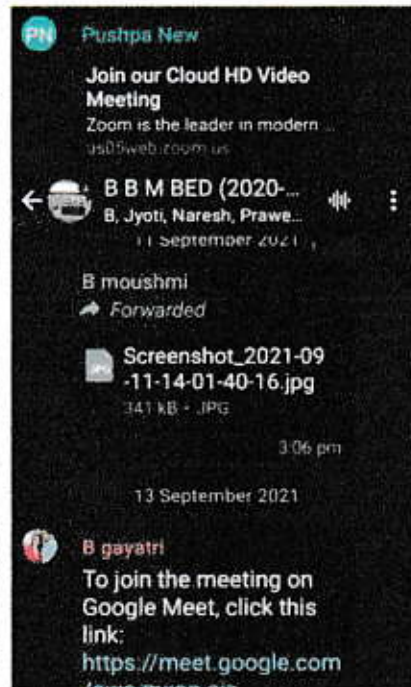 PN Pushpa New
Join our Cloud HD Video
Meeting
Zoom is the leader in modern ...
us05web.zoom.us
B B M BED (2020-...
B, Jyoti, Naresh, Prawe...
11 September 2021
B moushmi
Forwarded
JPG
Screenshot_2021-09
-11-14-01-40-16.jpg
341 kB • JPG
3:06 pm
13 September 2021
B gayatri
To join the meeting on
Google Meet, click this
link:
https://meet.google.com